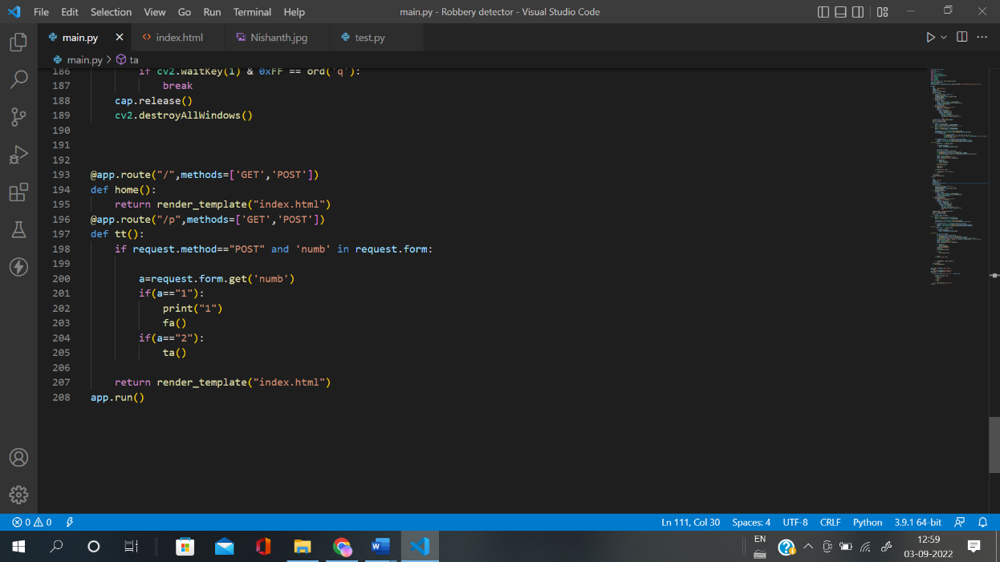 File Edit Selection View Go Run Terminal Help main.py - Robbery detector - Visual Studio Code
main.py index.html Nishanth.jpg test.py
main.py > ta
186 if cv2.waitKey(1) & 0xFF == ord('q'):
187 break
188 cap.release()
189 cv2.destroyAllWindows()
190
191
192
193 @app.route("/",methods=['GET','POST'])
194 def home():
195 return render_template("index.html")
196 @app.route("/p",methods=['GET','POST'])
197 def tt():
198 if request.method=="POST" and 'numb' in request.form:
199
200 a=request.form.get('numb')
201 if(a=="1"):
202 print("1")
203 fa()
204 if(a=="2"):
205 ta()
206
207 return render_template("index.html")
208 app.run()
0 0 Ln 111, Col 30 Spaces: 4 UTF-8 CRLF Python 3.9.1 64-bit
EN 12:59
03-09-2022